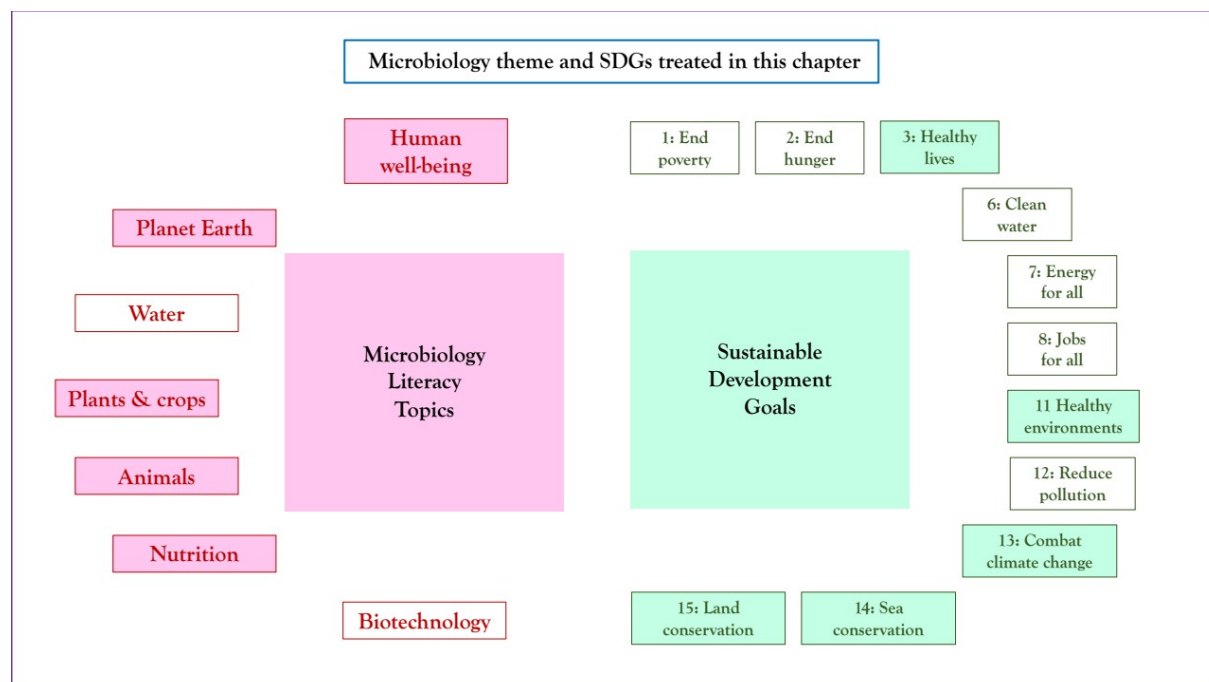 Microbiology theme and SDGs treated in this chapter
Human
well-being
Planet Earth
Water
Plants & crops
Animals
Nutrition
Biotechnology
Microbiology
Literacy
Topics
Sustainable
Development
Goals
1: End
poverty
2: End
hunger
3: Healthy
lives
6: Clean
water
7: Energy
for all
8: Jobs
for all
11 Healthy
environments
12: Reduce
pollution
13: Combat
climate change
14: Sea
conservation
15: Land
conservation